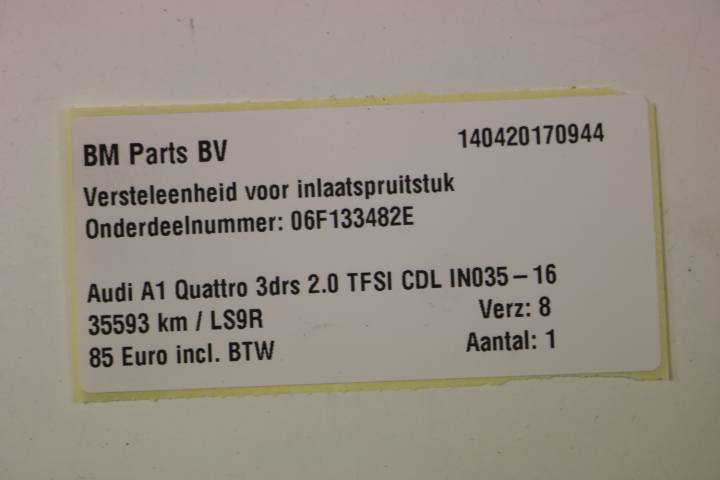 BM Parts BV 140420170944
Versteleenheid voor inlaatspruitstuk
Onderdeelnummer: 06F133482E
Audi A1 Quattro 3drs 2.0 TFSI CDL IN035-16
35593 km / LS9R Verz: 8
85 Euro incl. BTW Aantal: 1